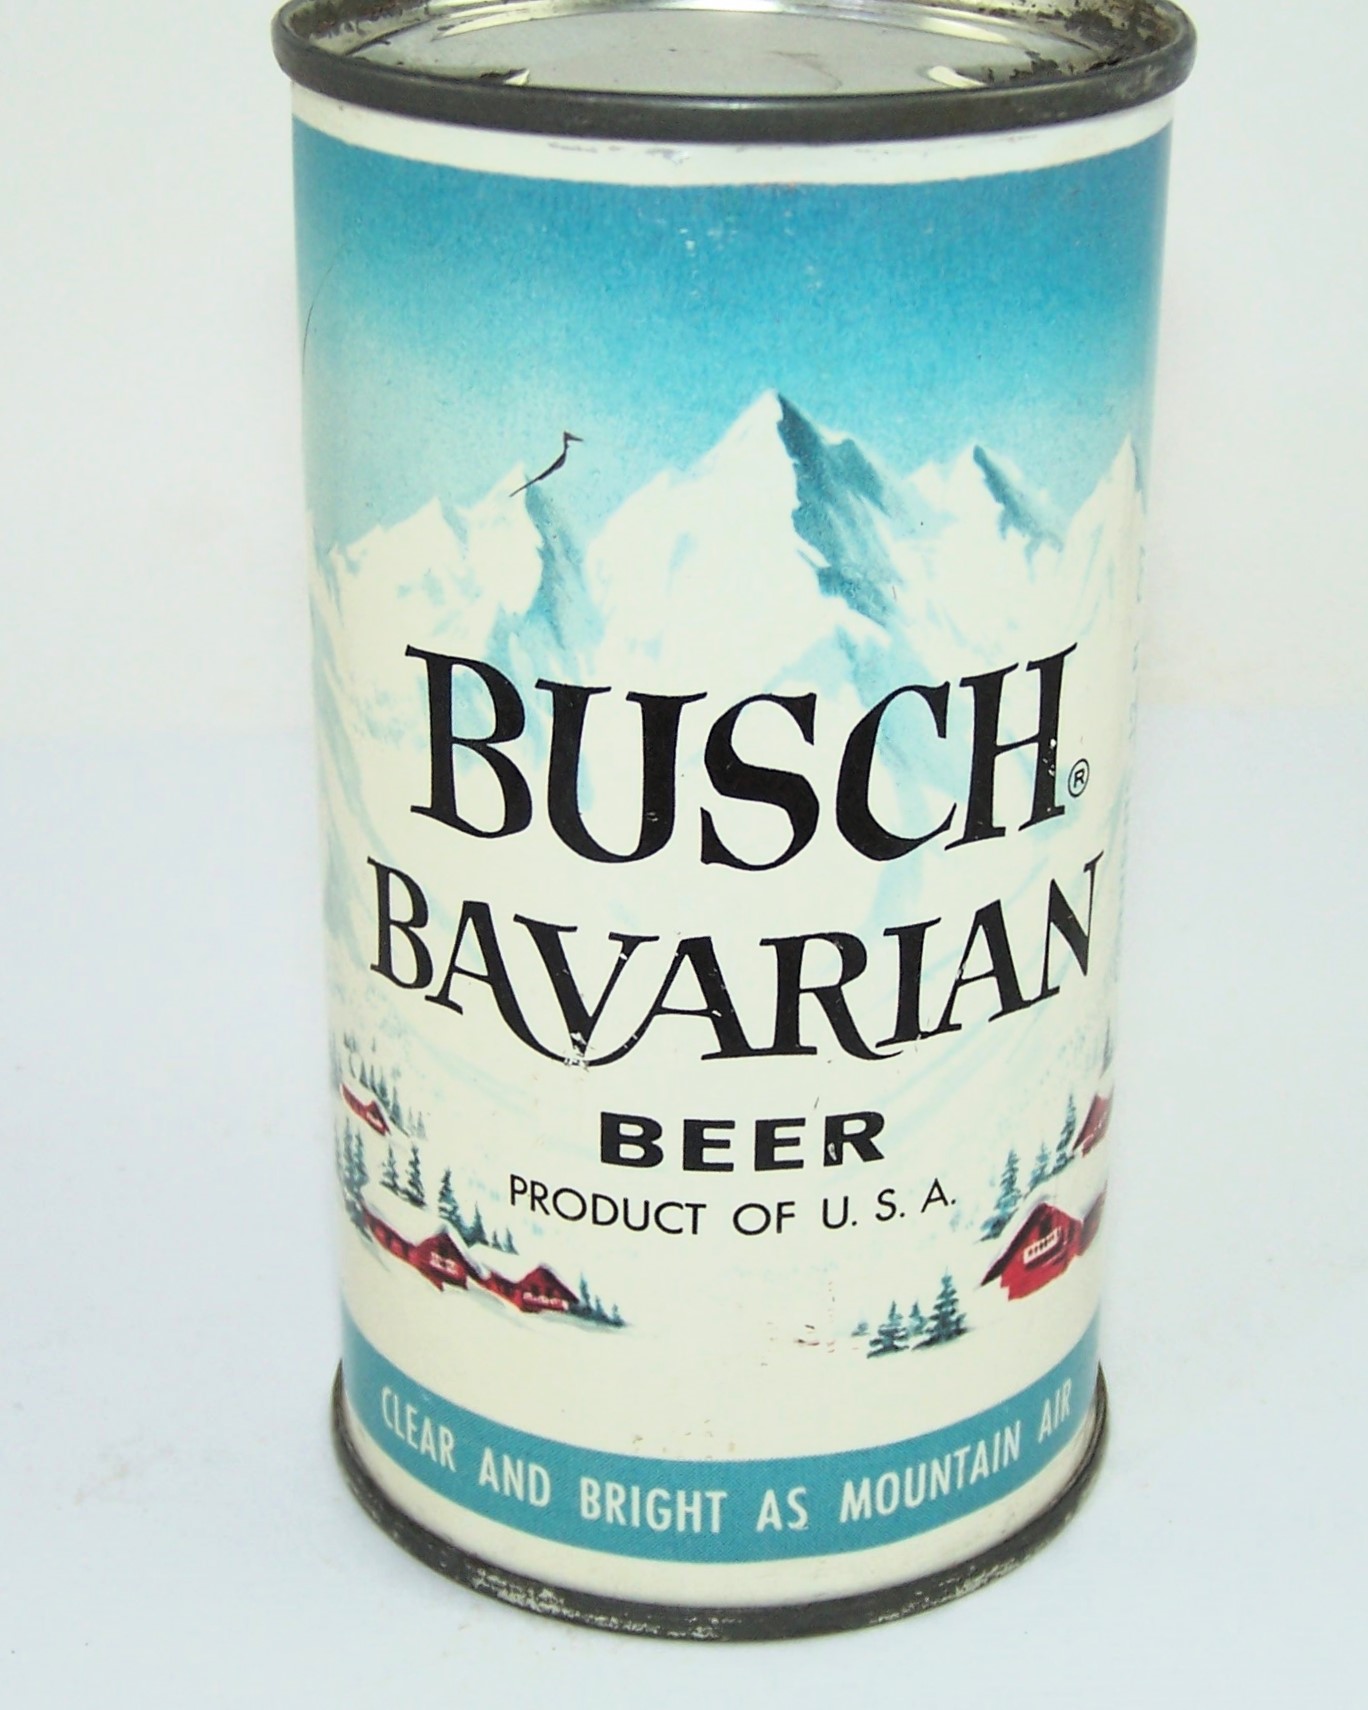 BUSCH®
BAVARIAN
BEER
PRODUCT OF U. S. A.
CLEAR AND BRIGHT AS MOUNTAIN AIR